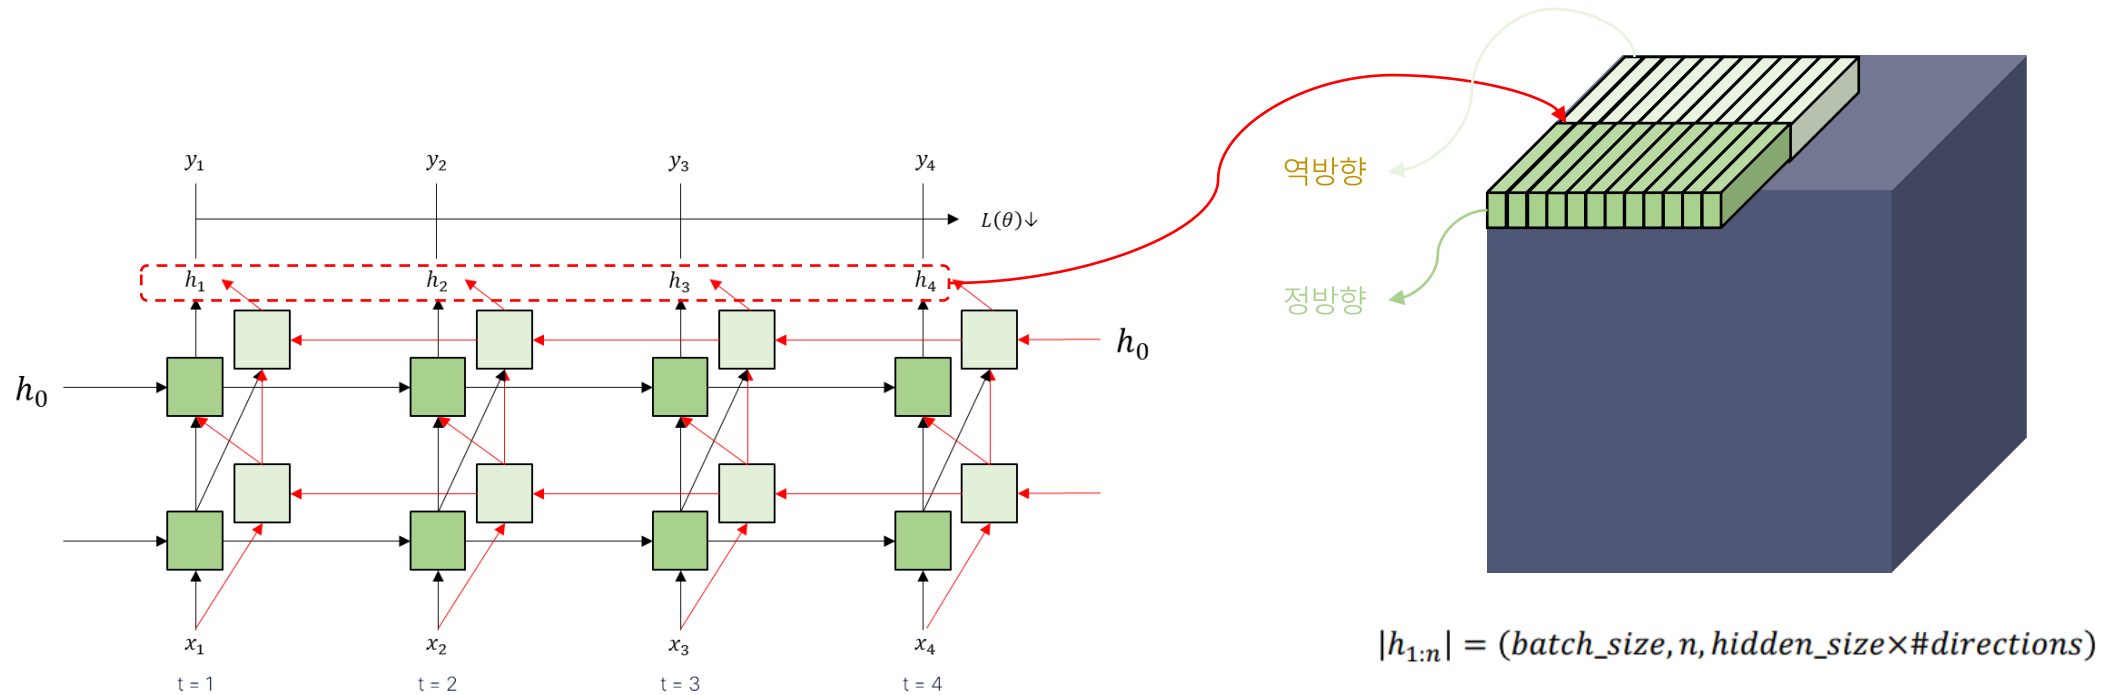 y₁ y₂ y₃ y₄
L(θ)↓
h₁ h₂ h₃ h₄
h₀
h₀
x₁ x₂ x₃ x₄
t = 1 t = 2 t = 3 t = 4
역방향
정방향
|h₁:ₙ| = (batch_size, n, hidden_size×#directions)